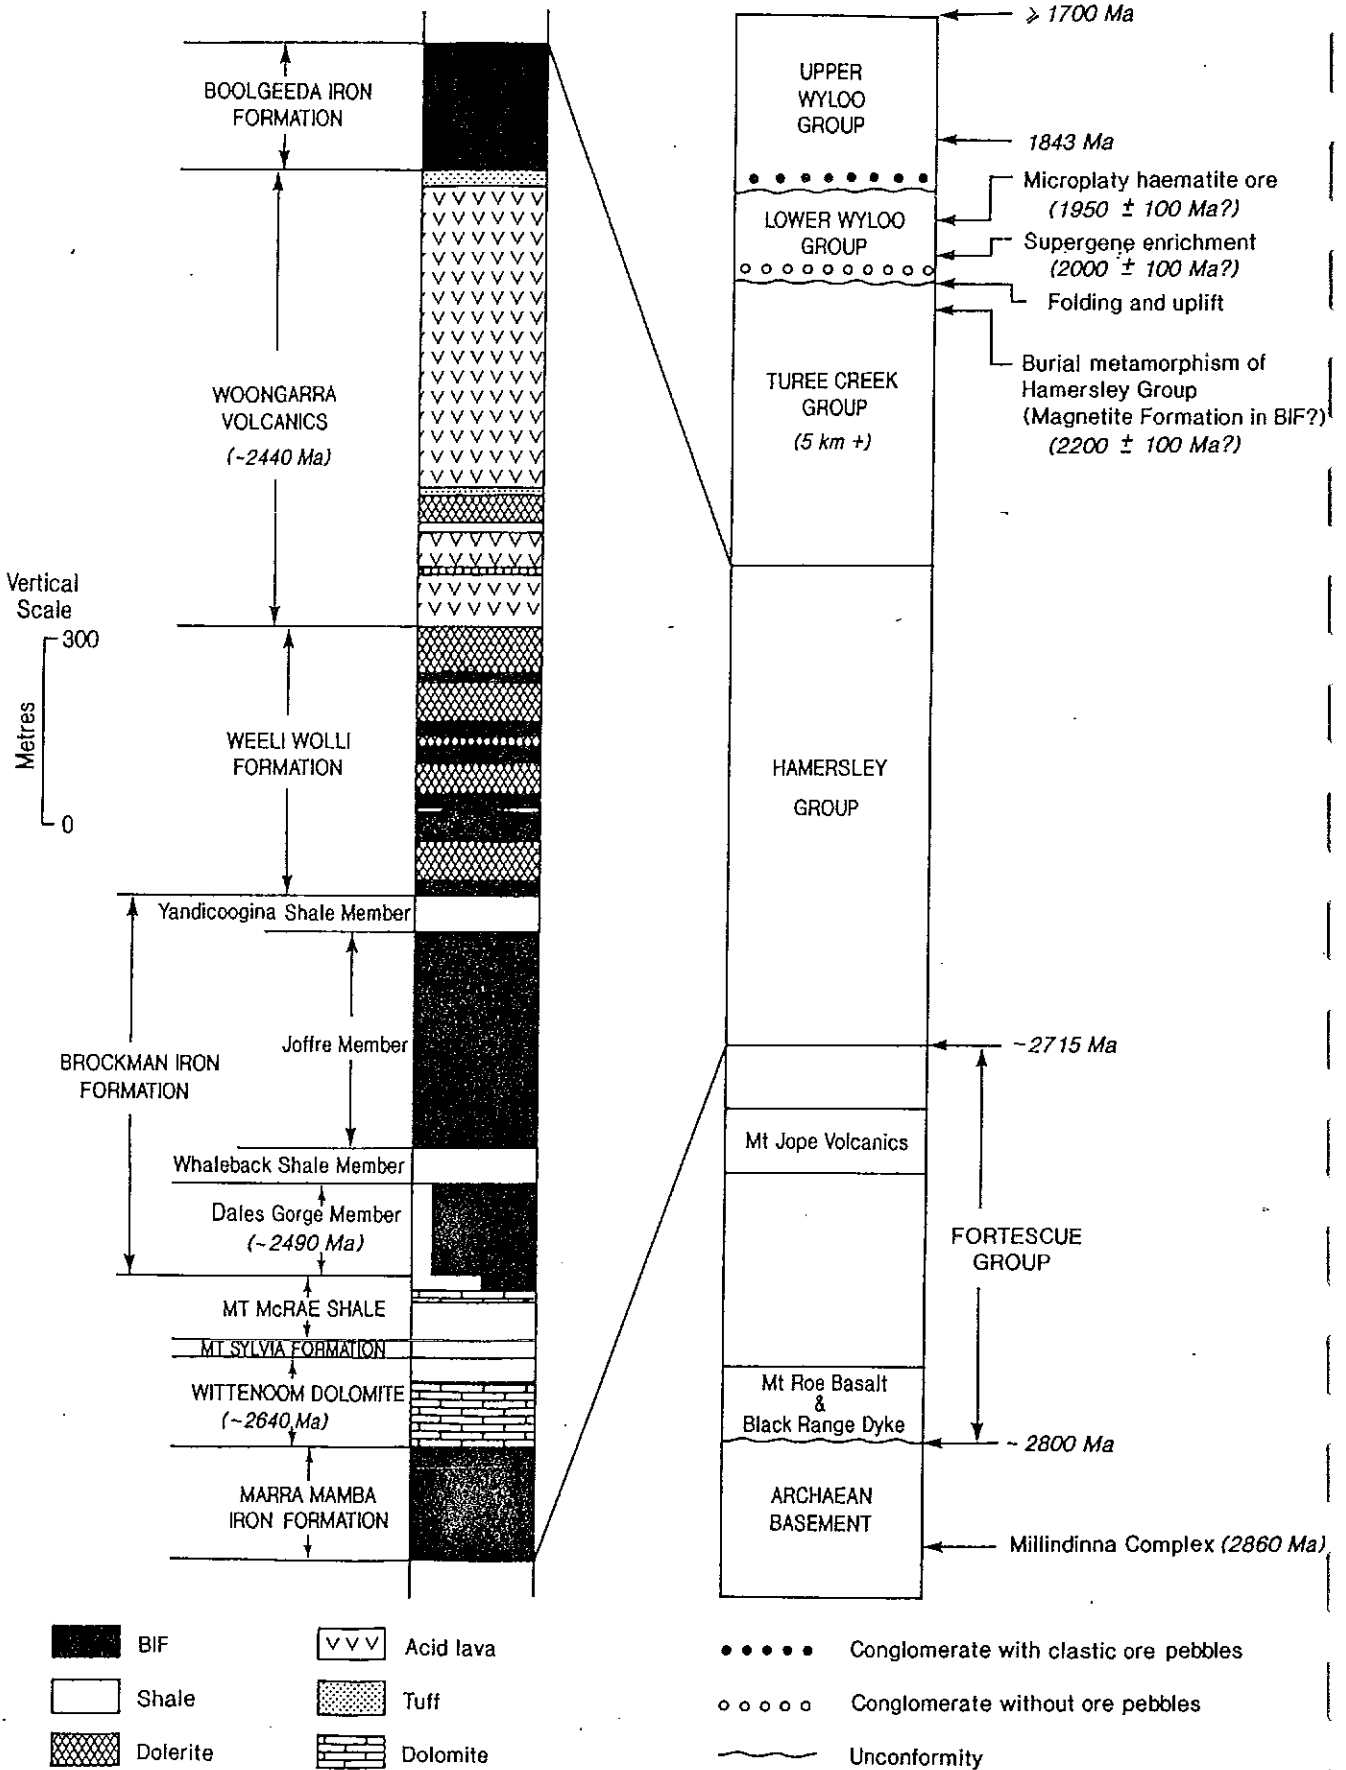 BOOLGEEDA IRON
FORMATION
WOONGARRA
VOLCANICS
(~2440 Ma)
Vertical
Scale
300
Metres
0
WEELI WOLLI
FORMATION
Yandicoogina Shale Member
Joffre Member
BROCKMAN IRON
FORMATION
Whaleback Shale Member
Dales Gorge Member
(~2490 Ma)
MT McRAE SHALE
MT SYLVIA FORMATION
WITTENOOM DOLOMITE
(~2640 Ma)
MARRA MAMBA
IRON FORMATION
⩾ 1700 Ma
UPPER
WYLOO
GROUP
1843 Ma
Microplaty haematite ore
(1950 ± 100 Ma?)
LOWER WYLOO
GROUP
Supergene enrichment
(2000 ± 100 Ma?)
Folding and uplift
TUREE CREEK
GROUP
(5 km +)
Burial metamorphism of
Hamersley Group
(Magnetite Formation in BIF?)
(2200 ± 100 Ma?)
HAMERSLEY
GROUP
~2715 Ma
Mt Jope Volcanics
FORTESCUE
GROUP
Mt Roe Basalt
&
Black Range Dyke
~2800 Ma
ARCHAEAN
BASEMENT
Millindinna Complex (2860 Ma)
BIF
Shale
Dolerite
Acid lava
Tuff
Dolomite
Conglomerate with clastic ore pebbles
Conglomerate without ore pebbles
Unconformity